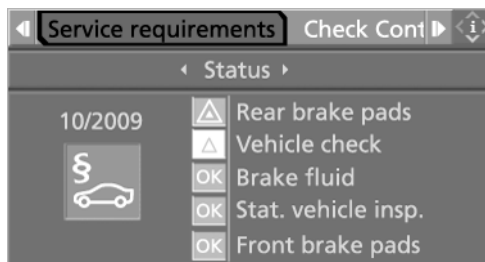 Service requirements Check Cont
Status
10/2009
Rear brake pads
Vehicle check
§
OK Brake fluid
OK Stat. vehicle insp.
OK Front brake pads